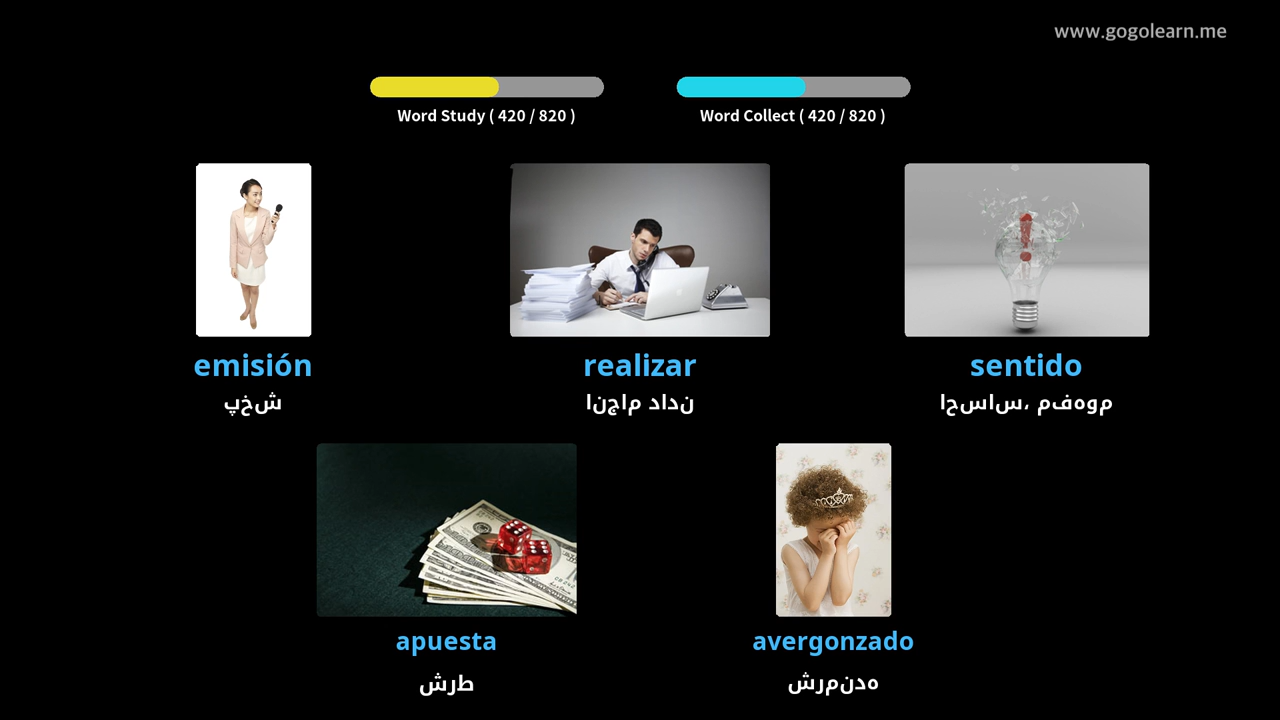 www.gogolearn.me
Word Study ( 420 / 820 )
Word Collect ( 420 / 820 )
emisión
شخپ
realizar
نداد ماجنا
sentido
موهفم ،ساسحا
apuesta
طرش
avergonzado
هدنمرش